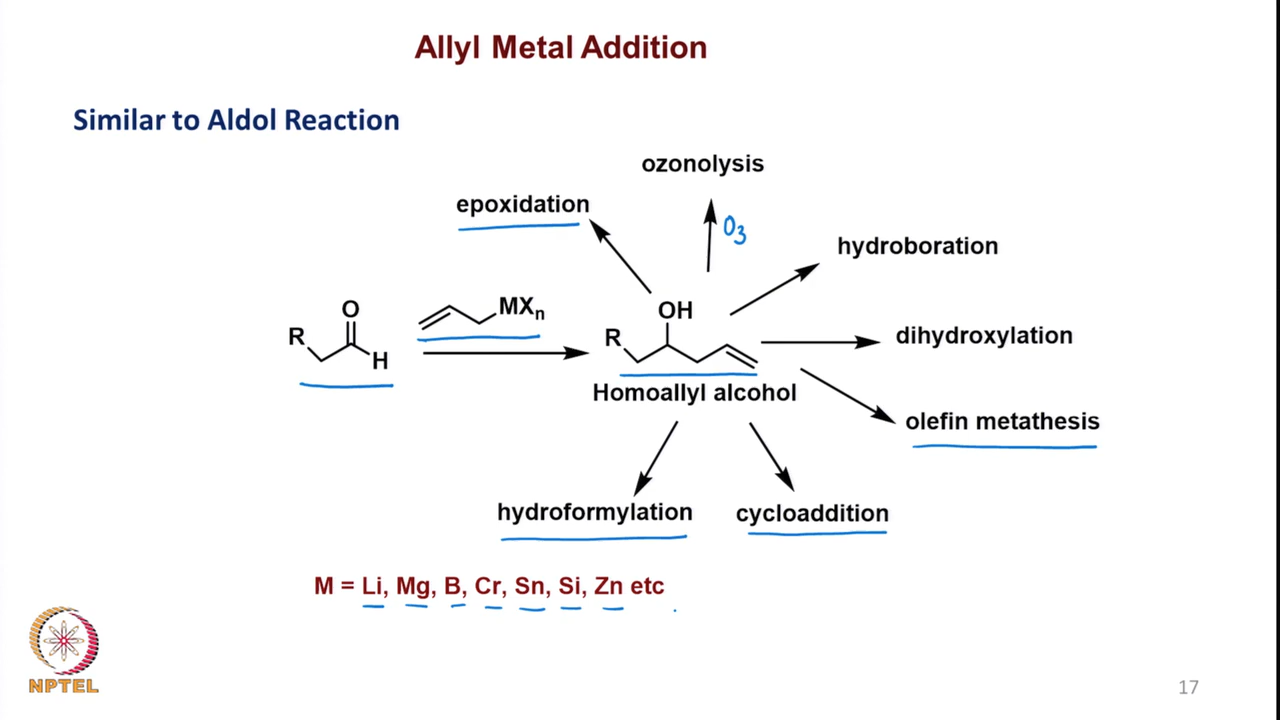 Allyl Metal Addition
Similar to Aldol Reaction
ozonolysis
epoxidation
O3
hydroboration
O
R
H
MXn
OH
R
dihydroxylation
Homoallyl alcohol
olefin metathesis
hydroformylation
cycloaddition
M = Li, Mg, B, Cr, Sn, Si, Zn etc
NPTEL
17